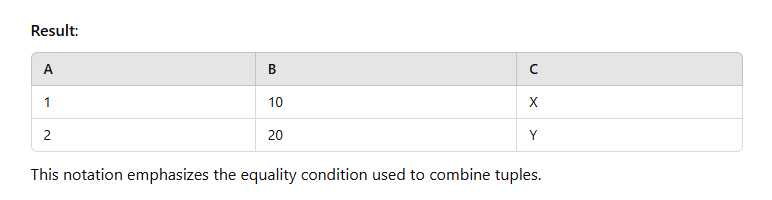 Result:
A B C
1 10 X
2 20 Y
This notation emphasizes the equality condition used to combine tuples.